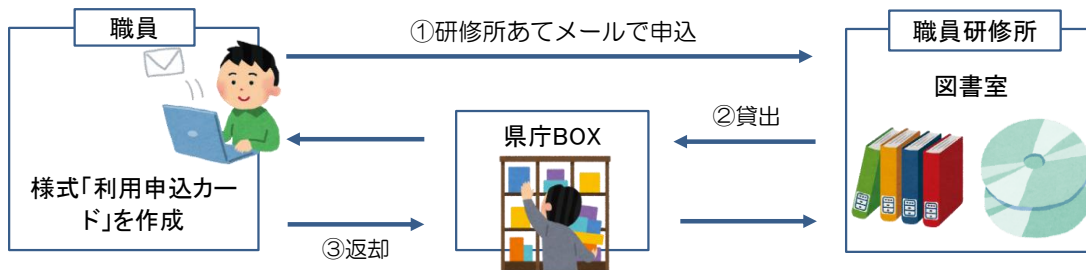 職員
①研修所あてメールで申込
職員研修所
図書室
②貸出
県庁BOX
様式「利用申込カー
ド」を作成
③返却